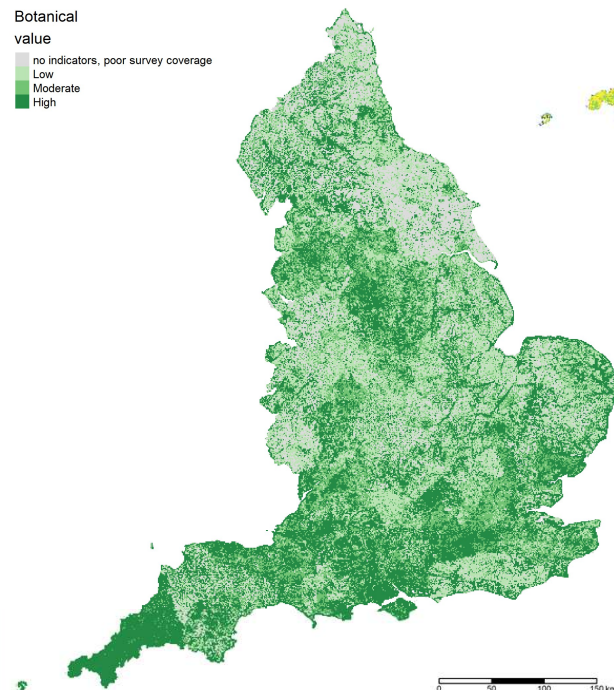 Botanical
value
no indicators, poor survey coverage
Low
Moderate
High
0 50 100 150 km